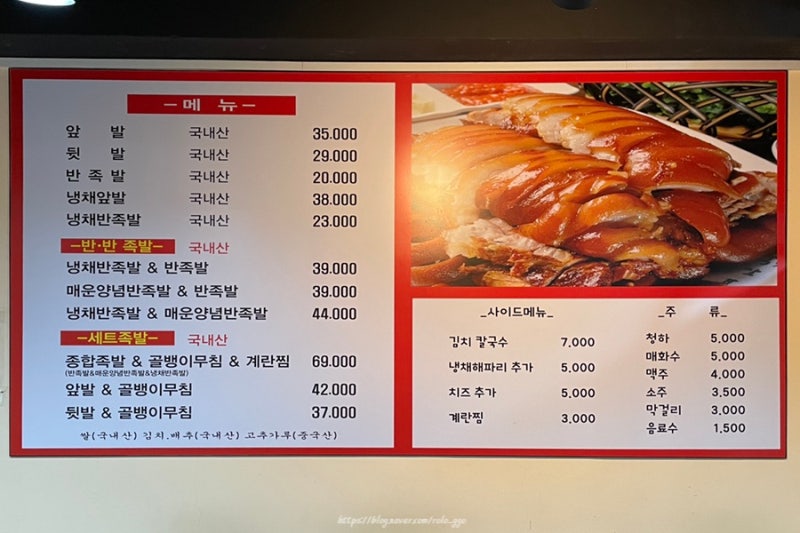 -메 뉴-
앞 발 국내산 35.000
뒷 발 국내산 29.000
반 족 발 국내산 20.000
냉채앞발 국내산 38.000
냉채반족발 국내산 23.000
-반·반 족발- 국내산
냉채반족발 & 반족발 39.000
매운양념반족발 & 반족발 39.000
냉채반족발 & 매운양념반족발 44.000
-세트족발- 국내산
종합족발 & 골뱅이무침 & 계란찜 69.000
(반족발&매운양념반족발&냉채반족발)
앞발 & 골뱅이무침 42.000
뒷발 & 골뱅이무침 37.000
쌀(국내산) 김치.배추(국내산) 고추가루(중국산)
_사이드메뉴_
김치 칼국수 7,000
냉채해파리 추가 5,000
치즈 추가 5,000
계란찜 3,000
_주 류_
청하 5,000
매화수 5,000
맥주 4,000
소주 3,500
막걸리 3,000
음료수 1,500